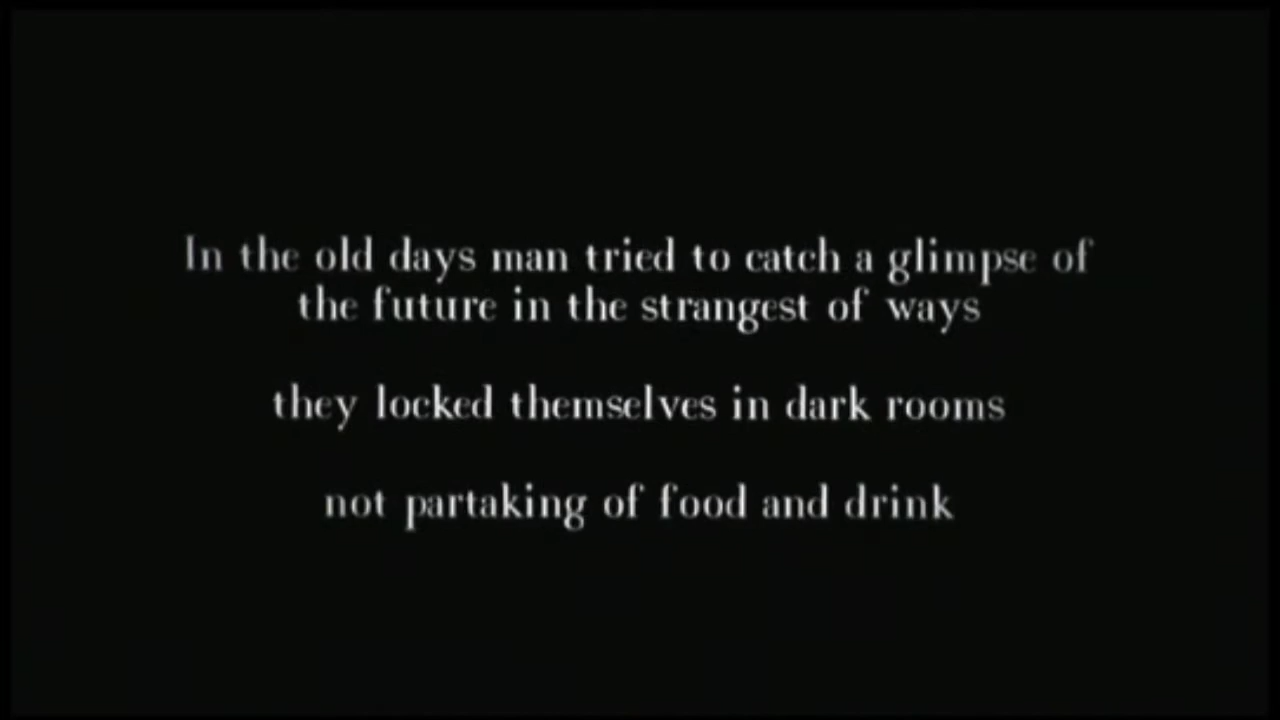 In the old days man tried to catch a glimpse of
the future in the strangest of ways
they locked themselves in dark rooms
not partaking of food and drink